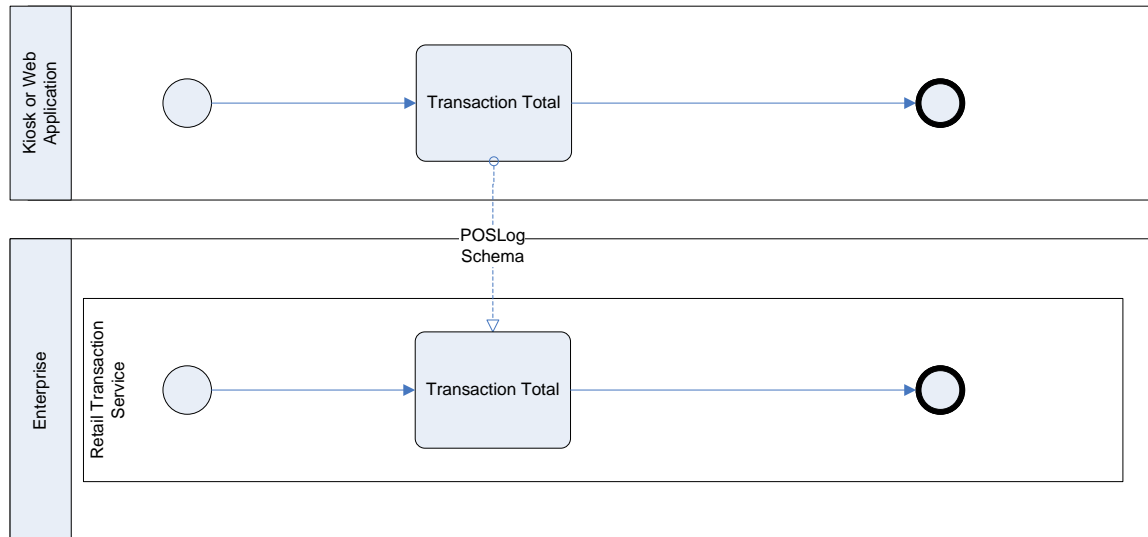 Kiosk or Web
Application
Transaction Total
POSLog
Schema
Enterprise
Retail Transaction
Service
Transaction Total